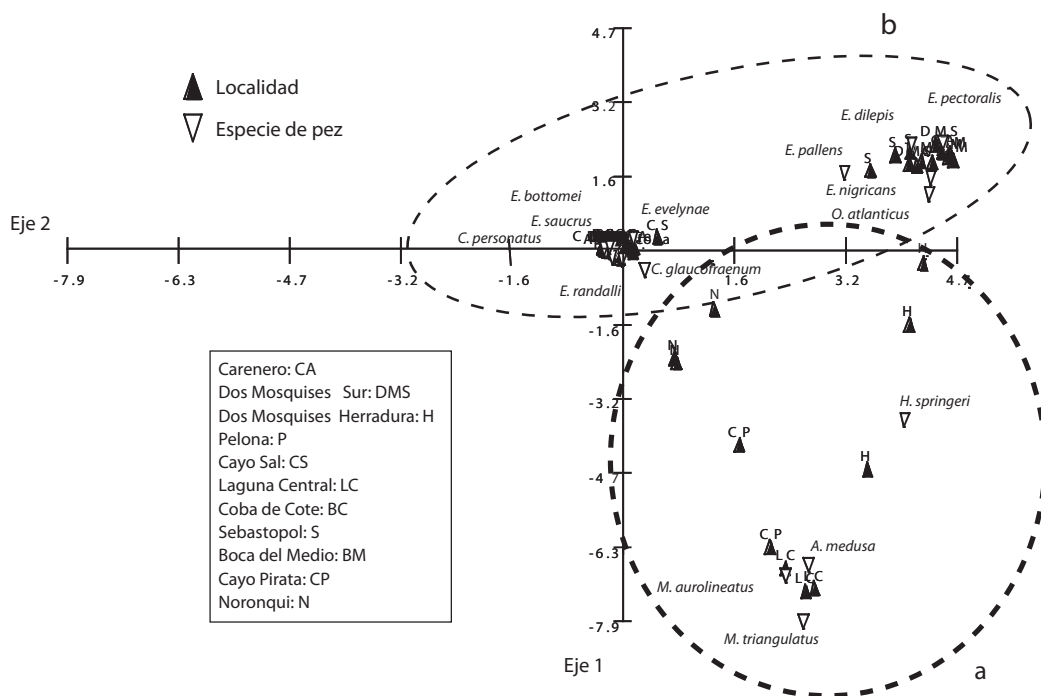 4.7
b
Localidad
Especie de pez
3.2
E. pectoralis
E. dilepis
D M S
S
S
E. pallens
S
1.6
E. nigricans
E. bottomei
E. evelynae
O. atlanticus
E. saucrus
C S
Eje 2
C. personatus
C. glaucofraenum
-7.9
-6.3
-4.7
-3.2
-1.6
1.6
3.2
E. randalli
N
H
-1.6
N
N
Carenero: CA
Dos Mosquises Sur: DMS
Dos Mosquises Herradura: H
Pelona: P
Cayo Sal: CS
Laguna Central: LC
Coba de Cote: BC
Sebastopol: S
Boca del Medio: BM
Cayo Pirata: CP
Noronqui: N
-3.2
H. springeri
C P
H
-4.7
C P
-6.3
A. medusa
L C
M. aurolineatus
L C
-7.9
M. triangulatus
Eje 1
a